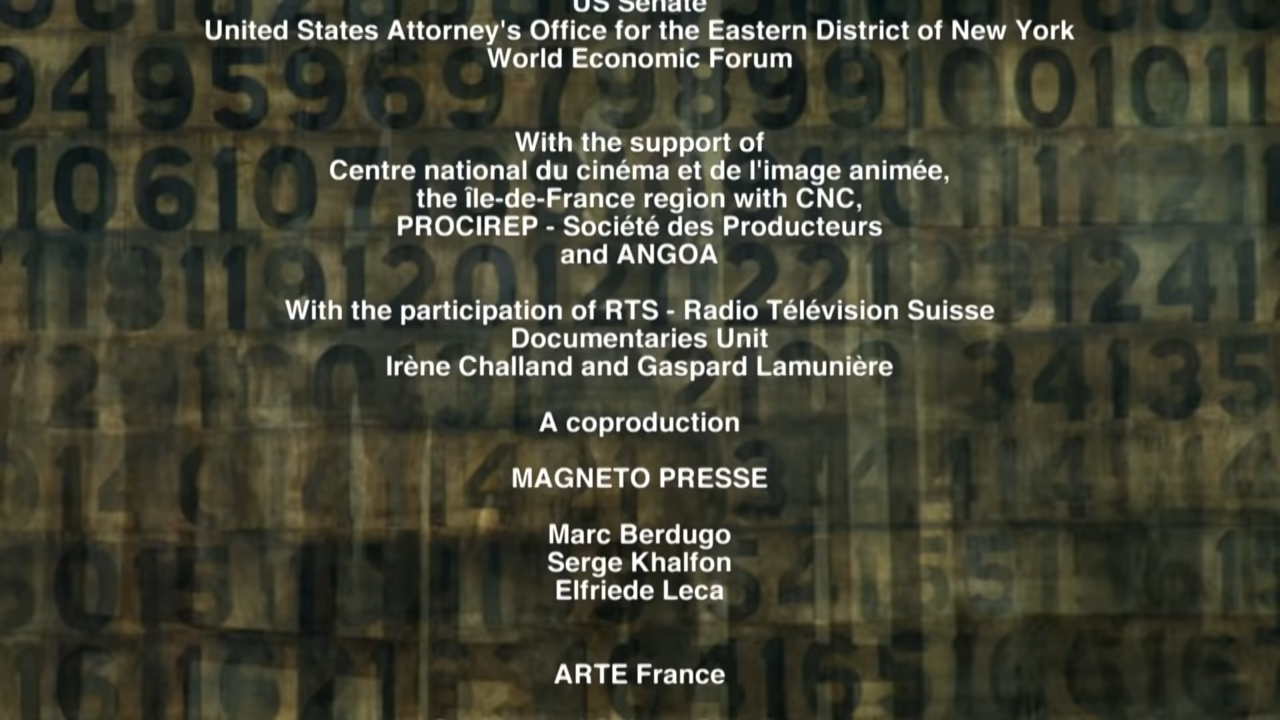 US Senate
United States Attorney's Office for the Eastern District of New York
World Economic Forum
With the support of
Centre national du cinéma et de l'image animée,
the île-de-France region with CNC,
PROCIREP - Société des Producteurs
and ANGOA
With the participation of RTS - Radio Télévision Suisse
Documentaries Unit
Irène Challand and Gaspard Lamunière
A coproduction
MAGNETO PRESSE
Marc Berdugo
Serge Khalfon
Elfriede Leca
ARTE France